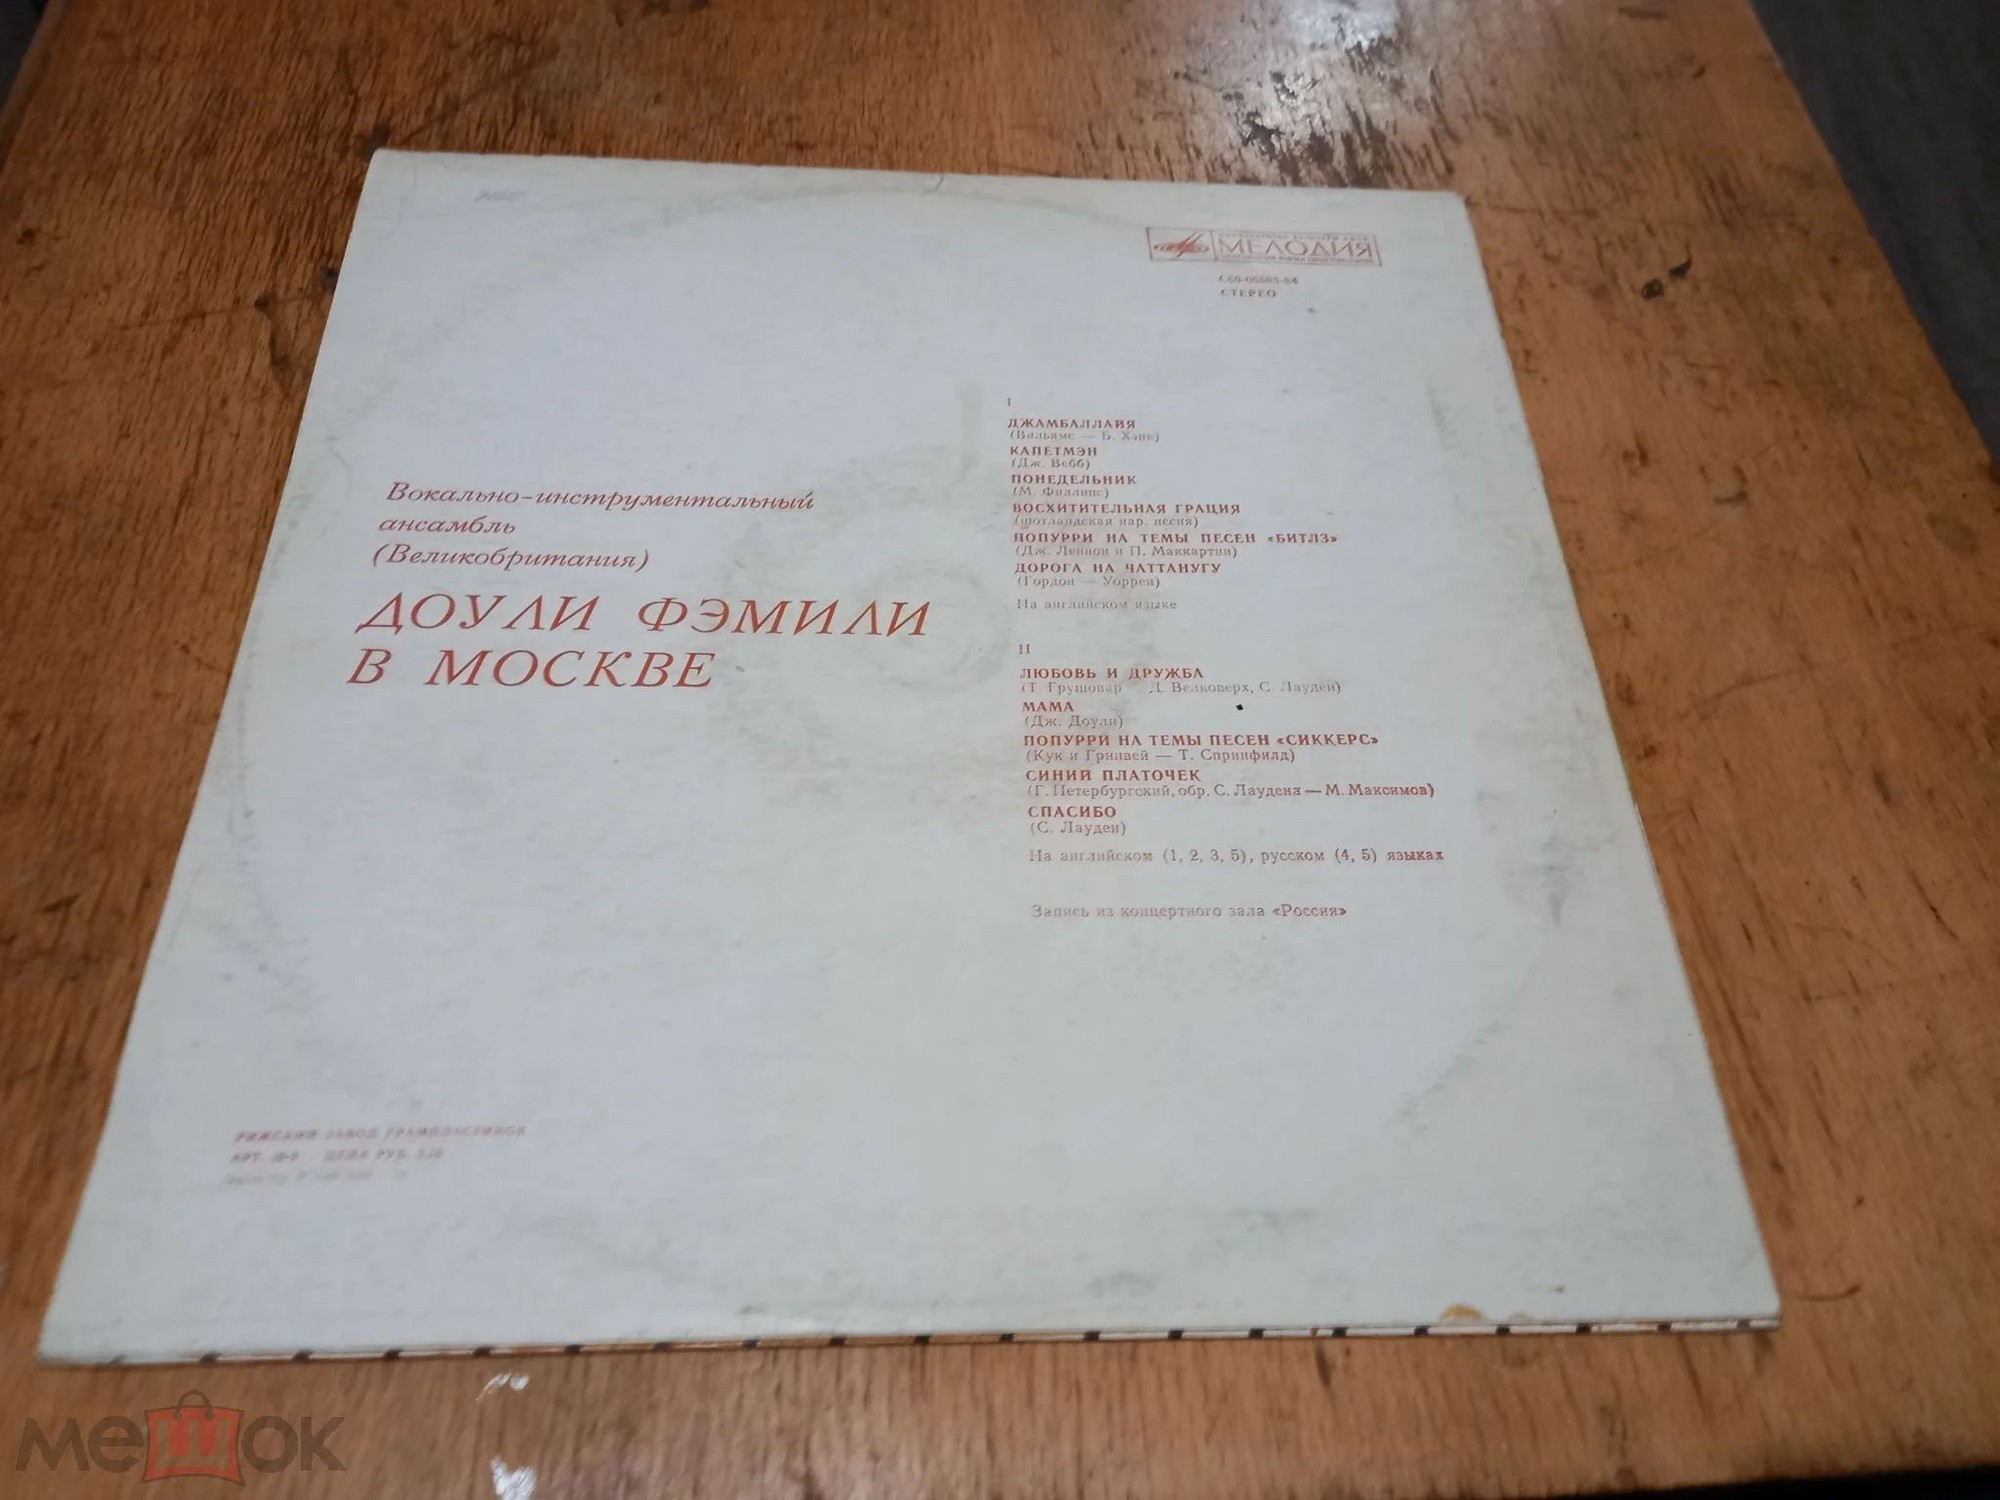 МЕЛОДИЯ
СТЕРЕО
Вокально-инструментальный
ансамбль
(Великобритания)
ДОУЛИ ФЭМИЛИ
В МОСКВЕ
I
ДЖАМБАЛЛАЙЯ
(Вильямс — Б. Хэнк)
КАПЕТМЭН
(Дж. Вебб)
ПОНЕДЕЛЬНИК
(М. Филлипс)
ВОСХИТИТЕЛЬНАЯ ГРАЦИЯ
(шотландская нар. песня)
ПОПУРРИ НА ТЕМЫ ПЕСЕН «БИТЛЗ»
(Дж. Леннон и П. Маккартни)
ДОРОГА НА ЧАТТАНУГУ
(Гордон — Уоррен)
На английском языке
II
ЛЮБОВЬ И ДРУЖБА
(Т. Грушовар — Д. Велковерх, С. Лауден)
МАМА
(Дж. Доули)
ПОПУРРИ НА ТЕМЫ ПЕСЕН «СИККЕРС»
(Кук и Гринвей — Т. Спринфилд)
СИНИЙ ПЛАТОЧЕК
(Г. Петербургский, обр. С. Лаудена — М. Максимов)
СПАСИБО
(С. Лауден)
На английском (1, 2, 3, 5), русском (4, 5) языках
Запись из концертного зала «Россия»
РИЖСКИЙ ЗАВОД ГРАМПЛАСТИНОК
АРТ. ЦЕНА РУБ.
мешок